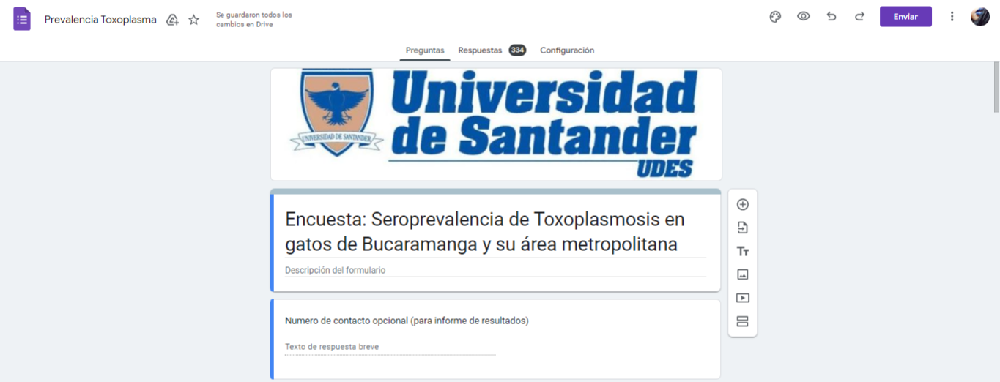 Prevalencia Toxoplasma
Se guardaron todos los
cambios en Drive
Enviar
Preguntas
Respuestas 334
Configuración
UNIVERSIDAD DE SANTANDER
Universidad
de Santander
UDES
Encuesta: Seroprevalencia de Toxoplasmosis en
gatos de Bucaramanga y su área metropolitana
Descripción del formulario
Numero de contacto opcional (para informe de resultados)
Texto de respuesta breve